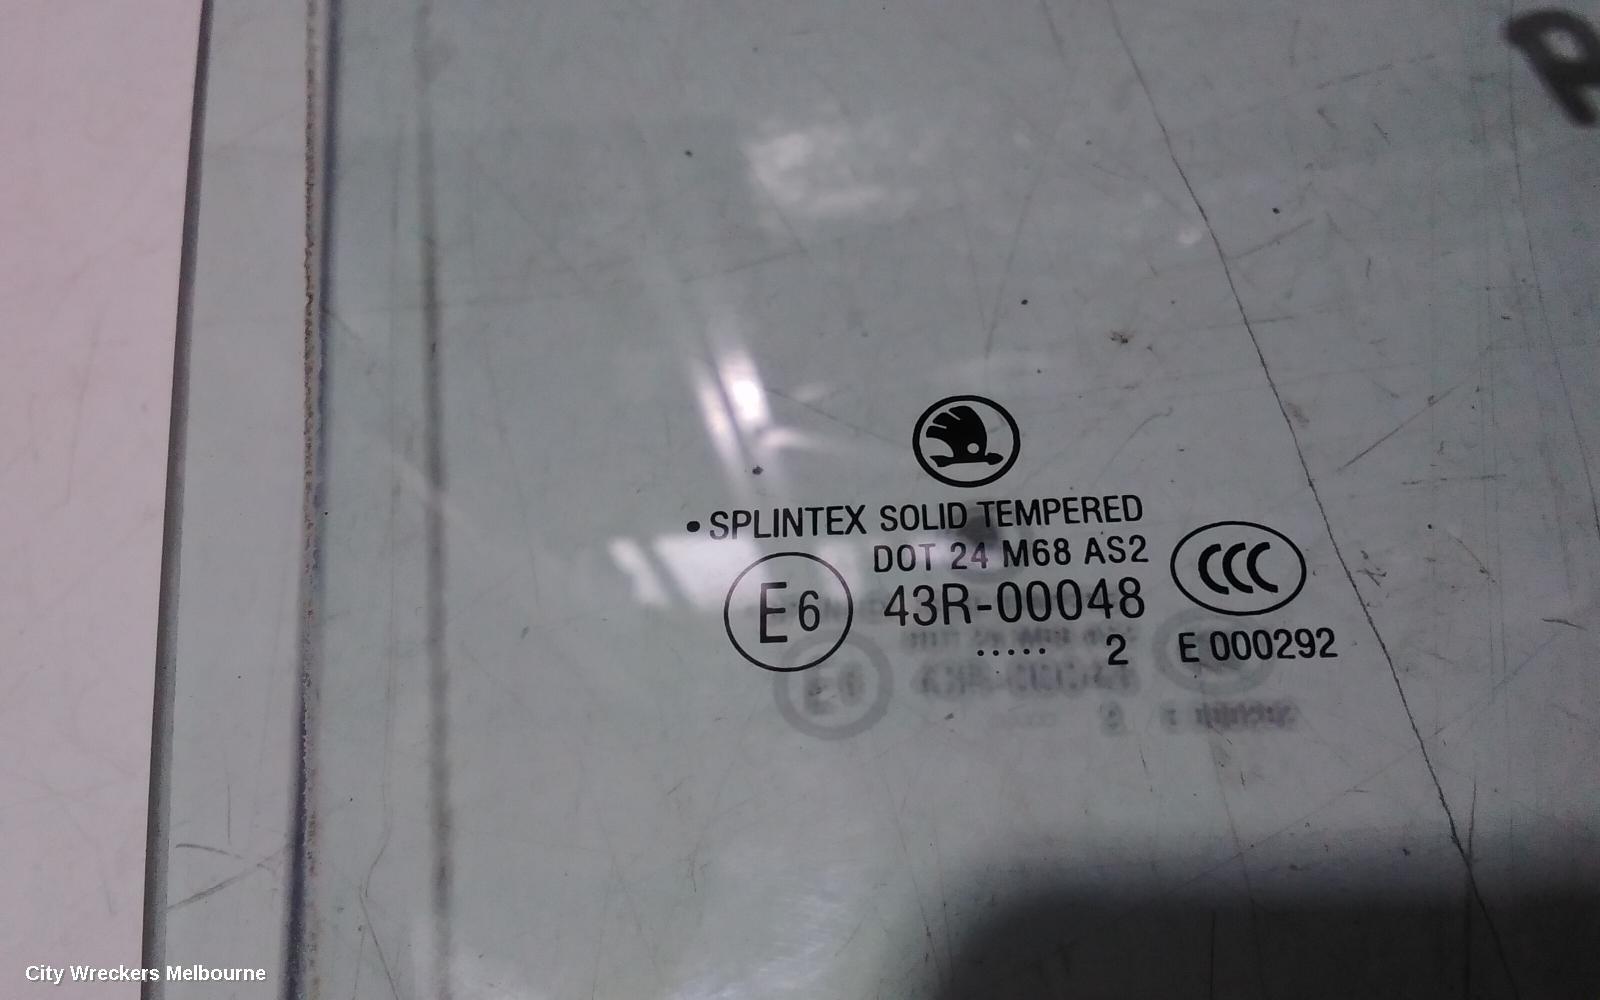 • SPLINTEX SOLID TEMPERED
DOT 24 M68 AS2
CCC
E6
43R-00048
..... 2
E 000292
City Wreckers Melbourne